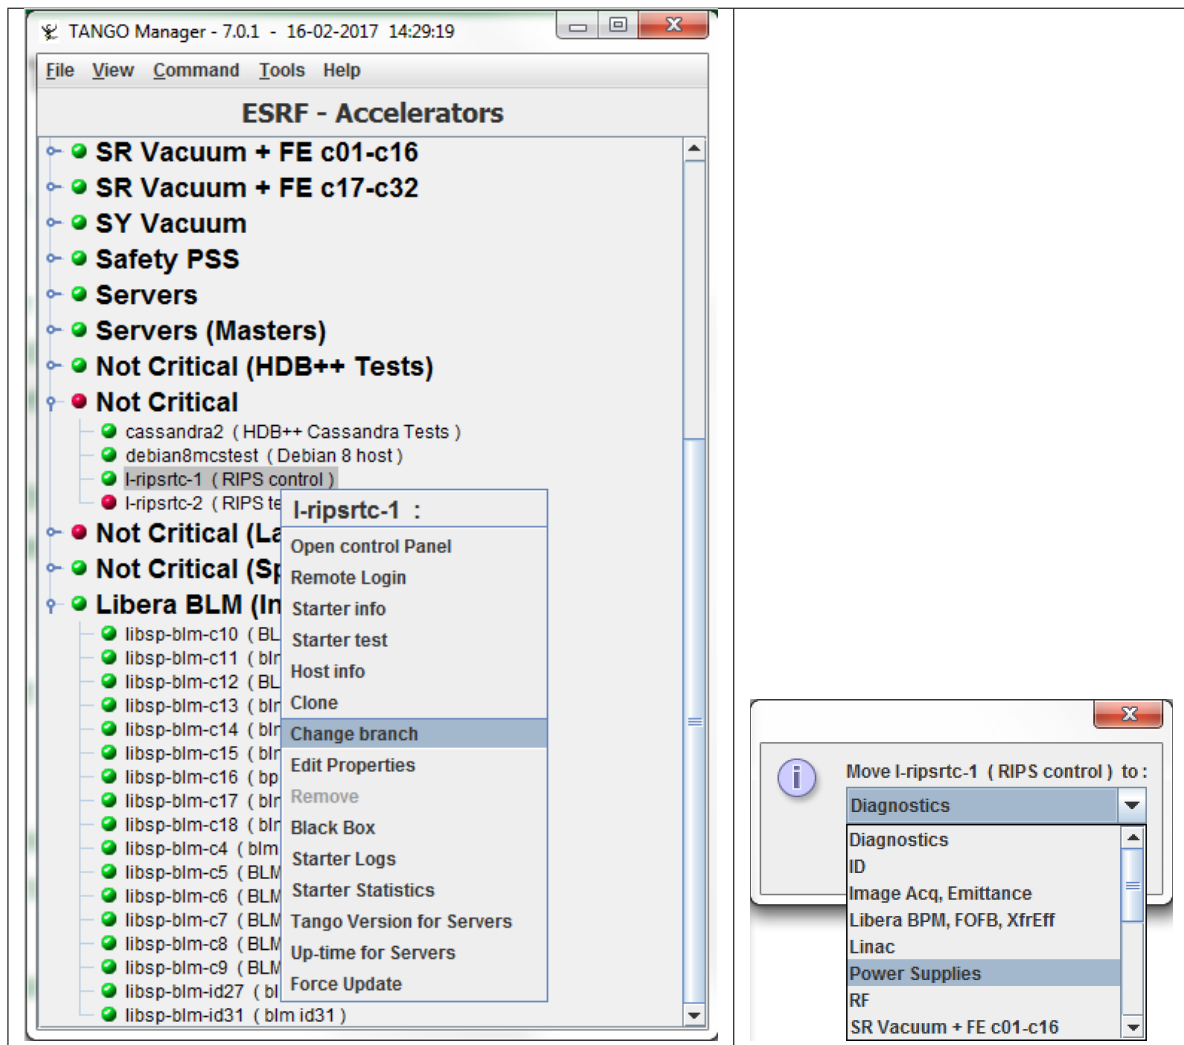 TANGO Manager - 7.0.1 - 16-02-2017 14:29:19
File View Command Tools Help
ESRF - Accelerators
SR Vacuum + FE c01-c16
SR Vacuum + FE c17-c32
SY Vacuum
Safety PSS
Servers
Servers (Masters)
Not Critical (HDB++ Tests)
Not Critical
cassandra2 ( HDB++ Cassandra Tests )
debian8mcstest ( Debian 8 host )
l-ripsrtc-1 ( RIPS control )
l-ripsrtc-2 ( RIPS te
Not Critical (La
Not Critical (Sp
Libera BLM (In
libsp-blm-c10 ( BL
libsp-blm-c11 ( blm
libsp-blm-c12 ( BL
libsp-blm-c13 ( blm
libsp-blm-c14 ( blm
libsp-blm-c15 ( blm
libsp-blm-c16 ( bp
libsp-blm-c17 ( blm
libsp-blm-c18 ( blm
libsp-blm-c4 ( blm
libsp-blm-c5 ( BLM
libsp-blm-c6 ( BLM
libsp-blm-c7 ( BLM
libsp-blm-c8 ( BLM
libsp-blm-c9 ( BLM
libsp-blm-id27 ( bl
libsp-blm-id31 ( blm id31 )
l-ripsrtc-1 :
Open control Panel
Remote Login
Starter info
Starter test
Host info
Clone
Change branch
Edit Properties
Remove
Black Box
Starter Logs
Starter Statistics
Tango Version for Servers
Up-time for Servers
Force Update
Move l-ripsrtc-1 ( RIPS control ) to :
Diagnostics
Diagnostics
ID
Image Acq, Emittance
Libera BPM, FOFB, XfrEff
Linac
Power Supplies
RF
SR Vacuum + FE c01-c16